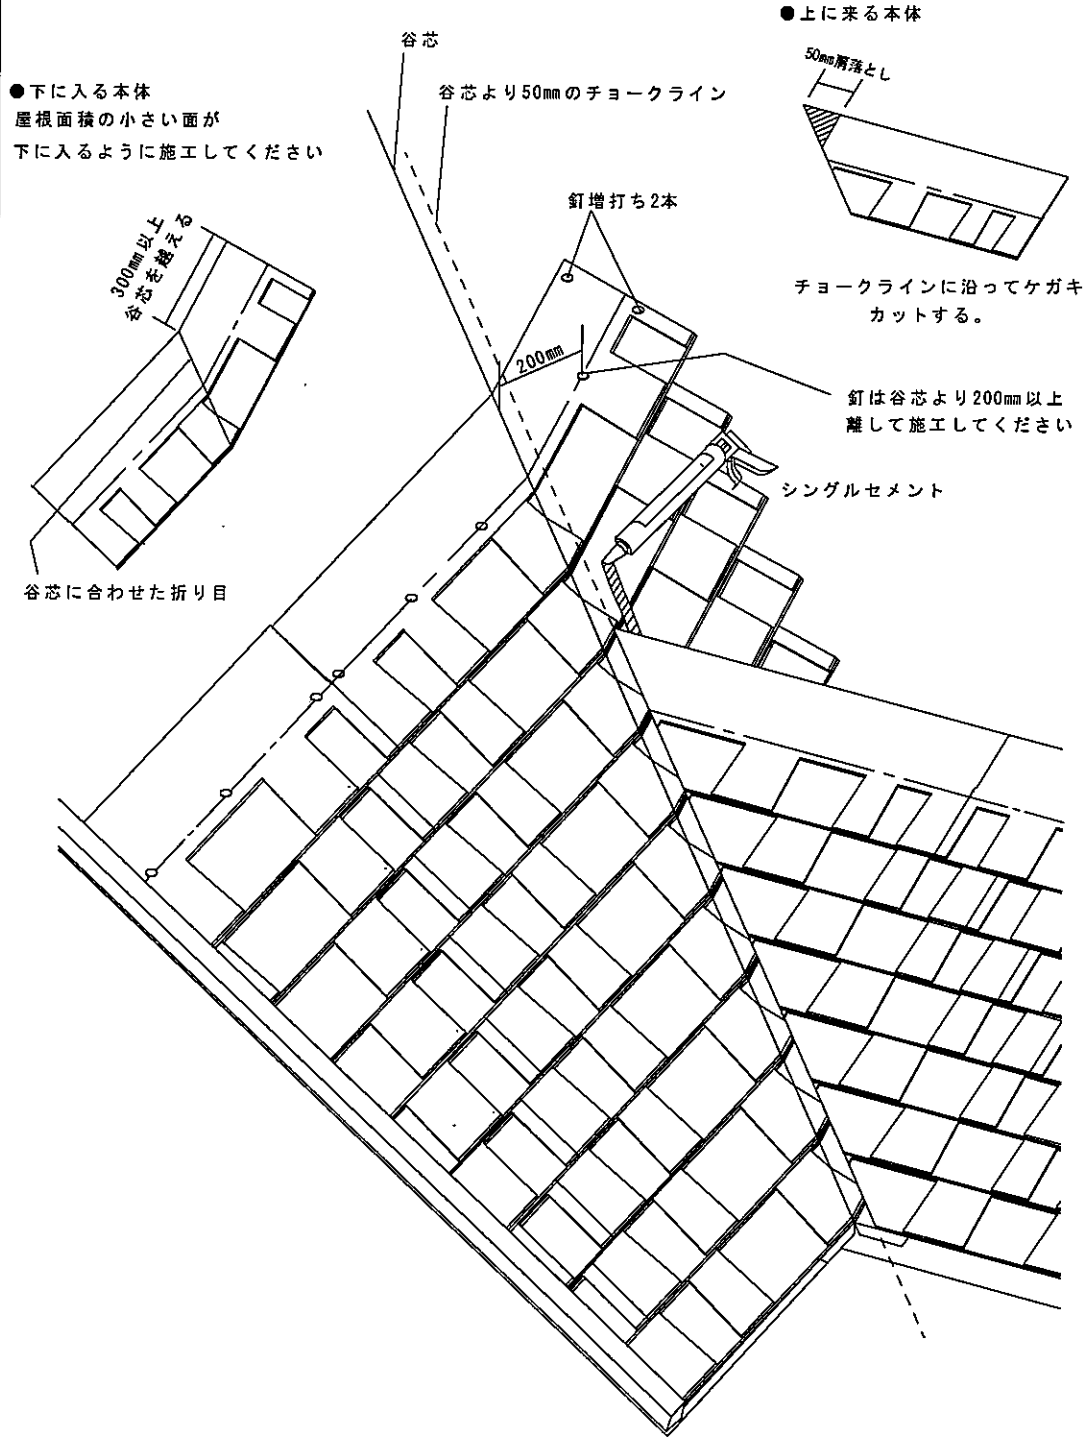 ●上に来る本体
50mm肩落とし
チョークラインに沿ってケガキ
カットする。
谷芯
谷芯より50mmのチョークライン
●下に入る本体
屋根面積の小さい面が
下に入るように施工してください
300mm以上
谷芯を越える
谷芯に合わせた折り目
釘増打ち2本
200mm
釘は谷芯より200mm以上
離して施工してください
シングルセメント